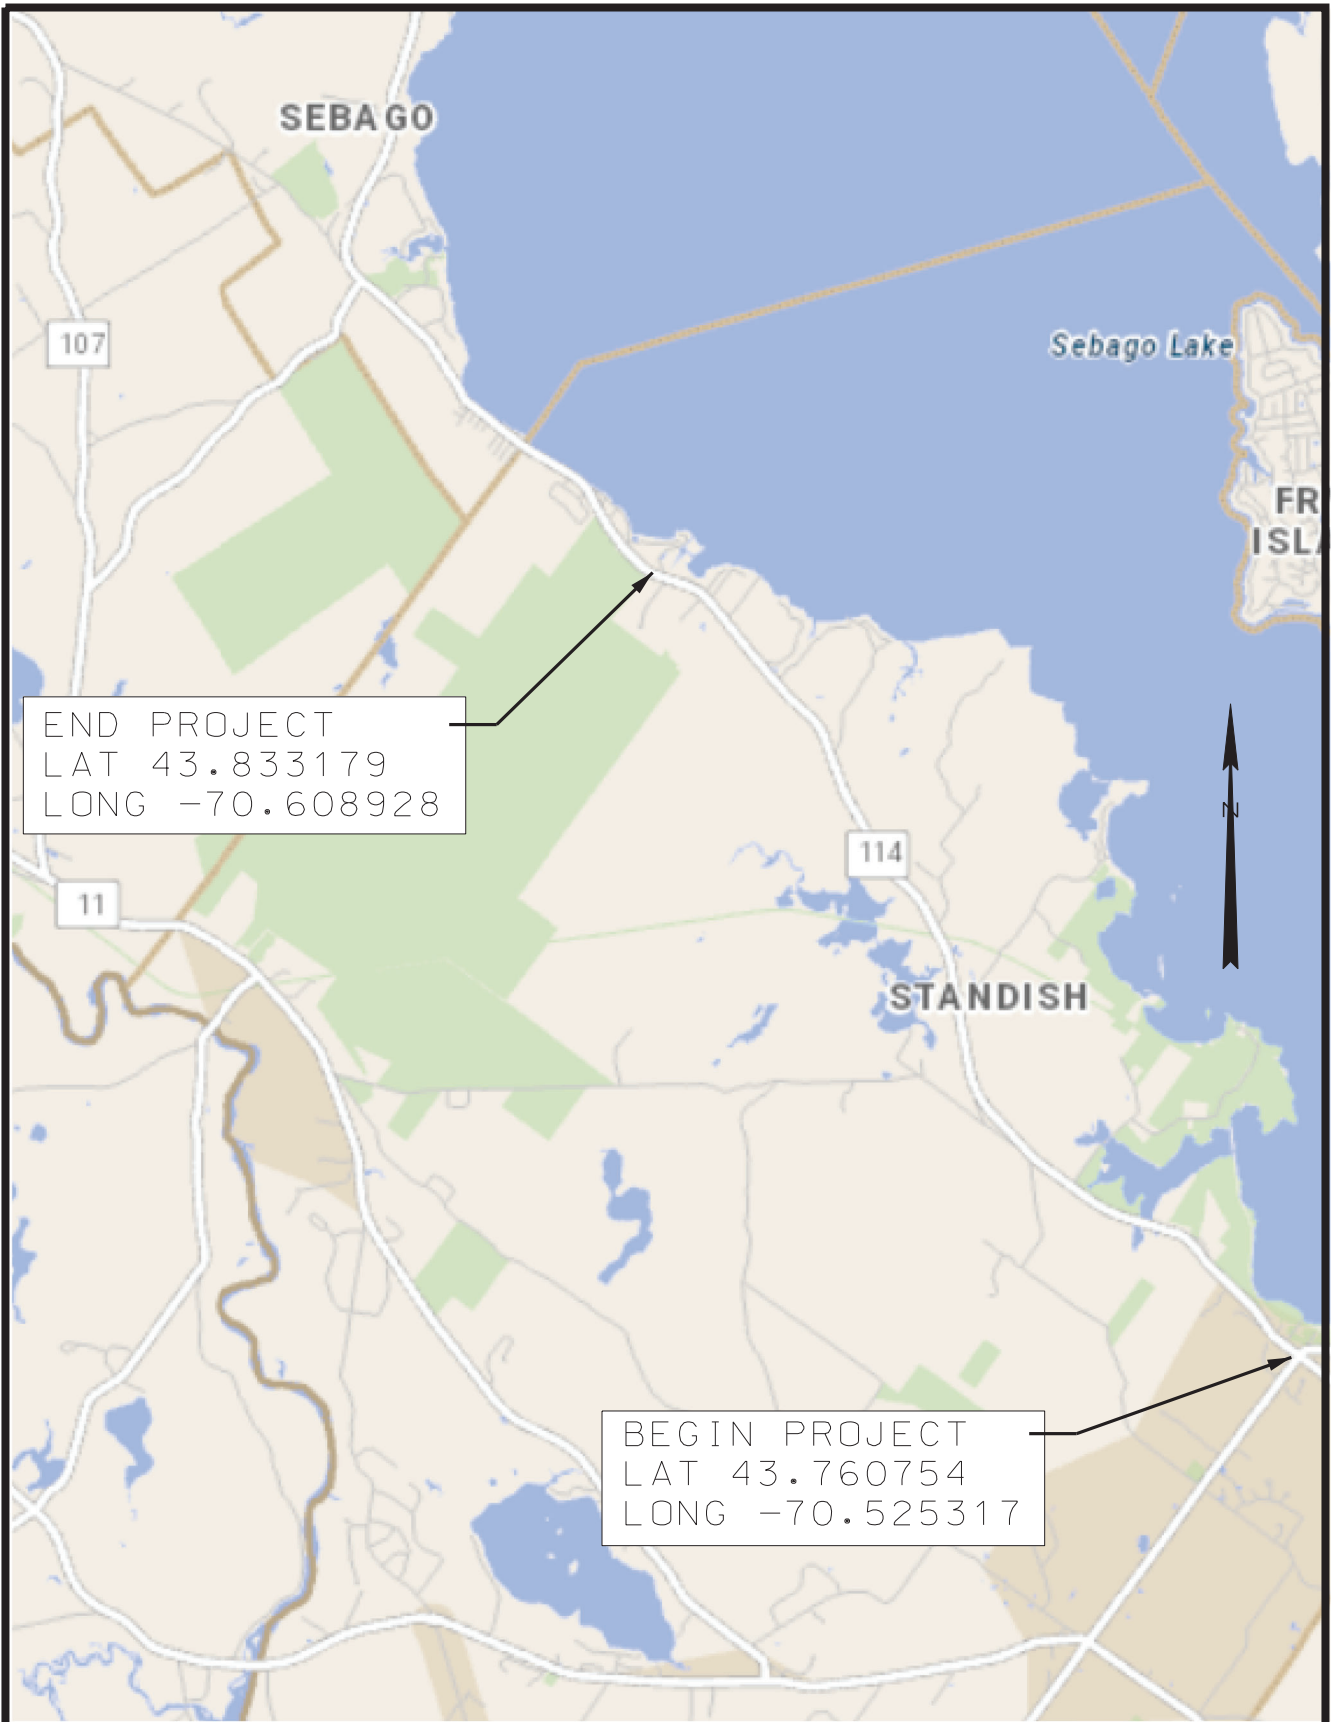 SEBAGO
107
Sebago Lake
FR
ISL
END PROJECT
LAT 43.833179
LONG -70.608928
N
114
11
STANDISH
BEGIN PROJECT
LAT 43.760754
LONG -70.525317